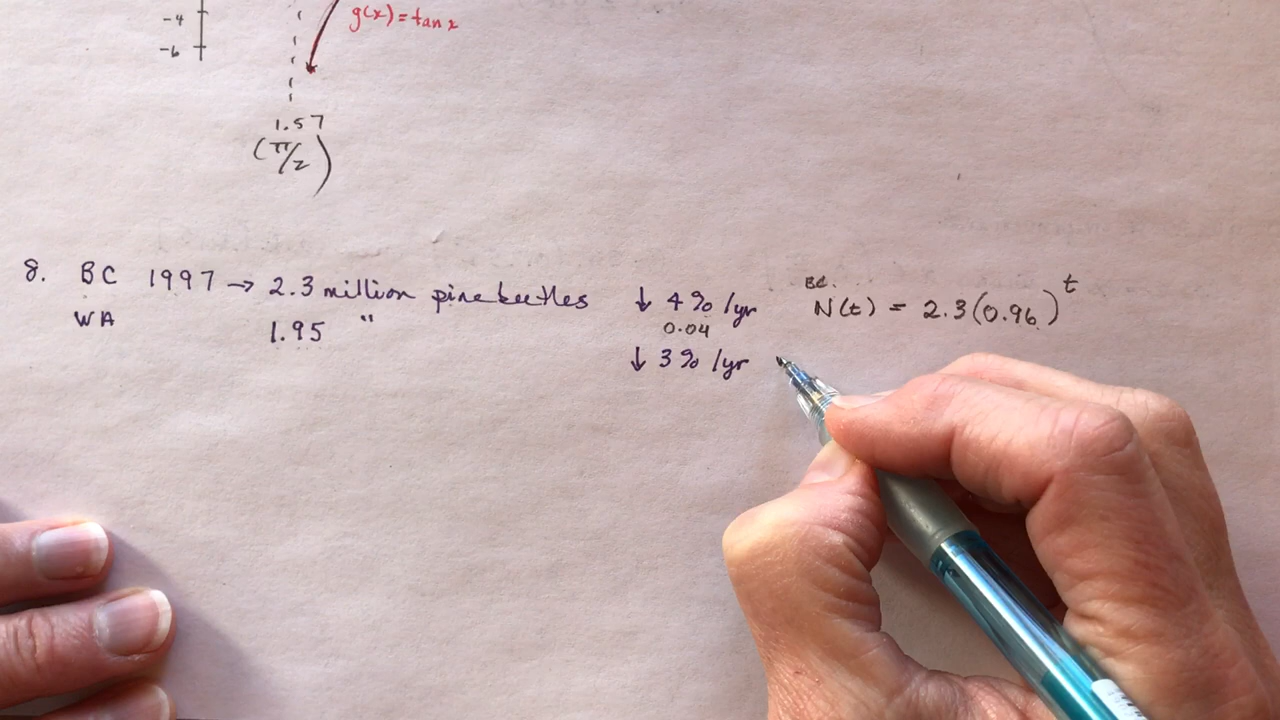 -4
g(x)=tan x
-6
1.57
(π/2)
8. BC 1997 → 2.3 million pine beetles ↓ 4% /yr BC. N(t) = 2.3(0.96)^t
WA 1.95 " 0.04
↓ 3% /yr